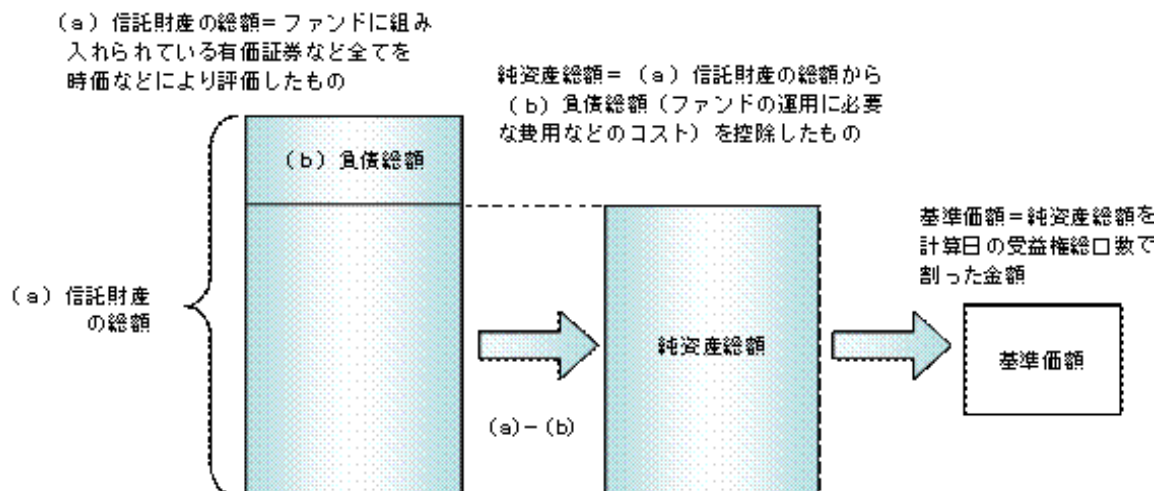 (a)信託財産の総額=ファンドに組み
入れられている有価証券など全てを
時価などにより評価したもの
純資産総額=(a)信託財産の総額から
(b)負債総額(ファンドの運用に必要
な費用などのコスト)を控除したもの
(b)負債総額
基準価額=純資産総額を
計算日の受益権総口数で
割った金額
(a)信託財産
の総額
純資産総額
基準価額
(a)-(b)